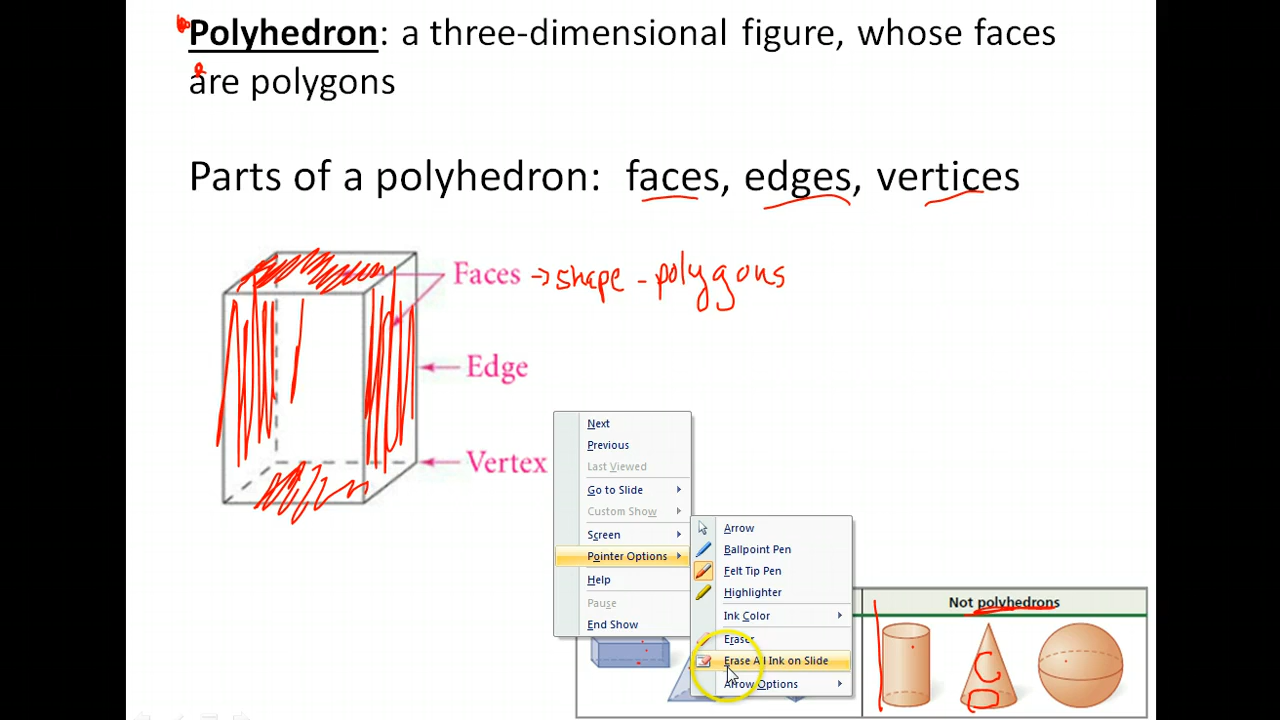 Polyhedron: a three-dimensional figure, whose faces
are polygons
Parts of a polyhedron: faces, edges, vertices
Faces → shape - polygons
Edge
Vertex
Next
Previous
Last Viewed
Go to Slide
Custom Show
Screen
Pointer Options
Help
Pause
End Show
Arrow
Ballpoint Pen
Felt Tip Pen
Highlighter
Ink Color
Eraser
Erase All Ink on Slide
Arrow Options
Not polyhedrons